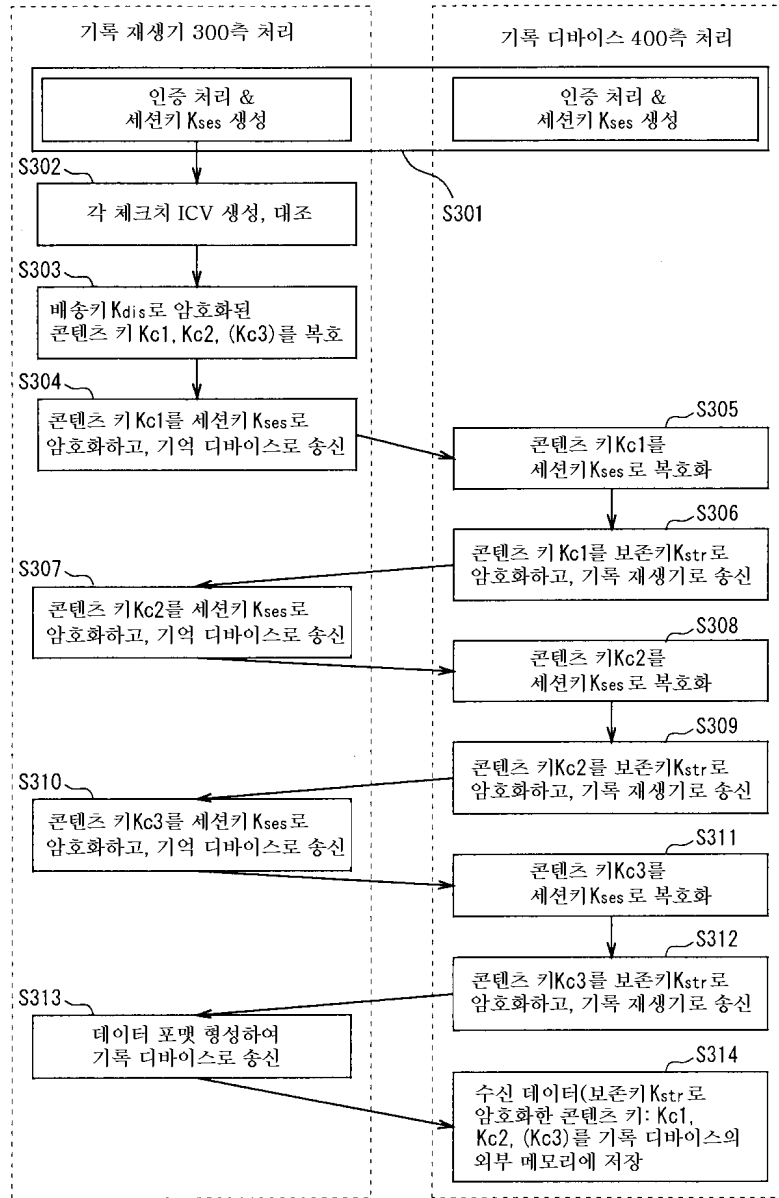 기록 재생기 300측 처리
기록 디바이스 400측 처리
인증 처리 &
세션키 Kses 생성
인증 처리 &
세션키 Kses 생성
S301
S302
각 체크치 ICV 생성, 대조
S303
배송키 Kdis로 암호화된
콘텐츠 키 Kc1, Kc2, (Kc3)를 복호
S304
콘텐츠 키Kc1를 세션키 Kses로
암호화하고, 기억 디바이스로 송신
S305
콘텐츠 키Kc1를
세션키 Kses로 복호화
S306
콘텐츠 키Kc1를 보존키Kstr로
암호화하고, 기록 재생기로 송신
S307
콘텐츠 키Kc2를 세션키 Kses로
암호화하고, 기억 디바이스로 송신
S308
콘텐츠 키Kc2를
세션키 Kses로 복호화
S309
콘텐츠 키Kc2를 보존키Kstr로
암호화하고, 기록 재생기로 송신
S310
콘텐츠 키Kc3를 세션키 Kses로
암호화하고, 기억 디바이스로 송신
S311
콘텐츠 키Kc3를
세션키 Kses로 복호화
S312
콘텐츠 키Kc3를 보존키Kstr로
암호화하고, 기록 재생기로 송신
S313
데이터 포맷 형성하여
기록 디바이스로 송신
S314
수신 데이터(보존키 Kstr로
암호화한 콘텐츠 키: Kc1,
Kc2, (Kc3)를 기록 디바이스의
외부 메모리에 저장